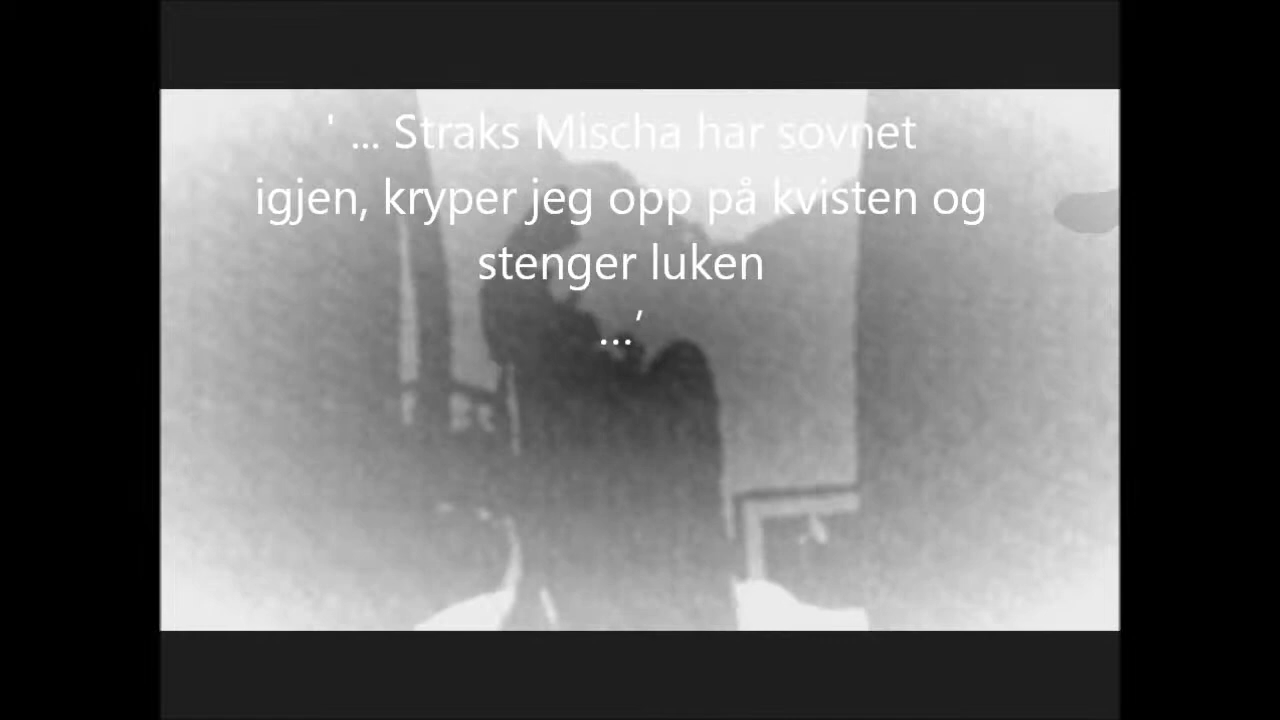 ' ... Straks Mischa har sovnet
igjen, kryper jeg opp på kvisten og
stenger luken
...’